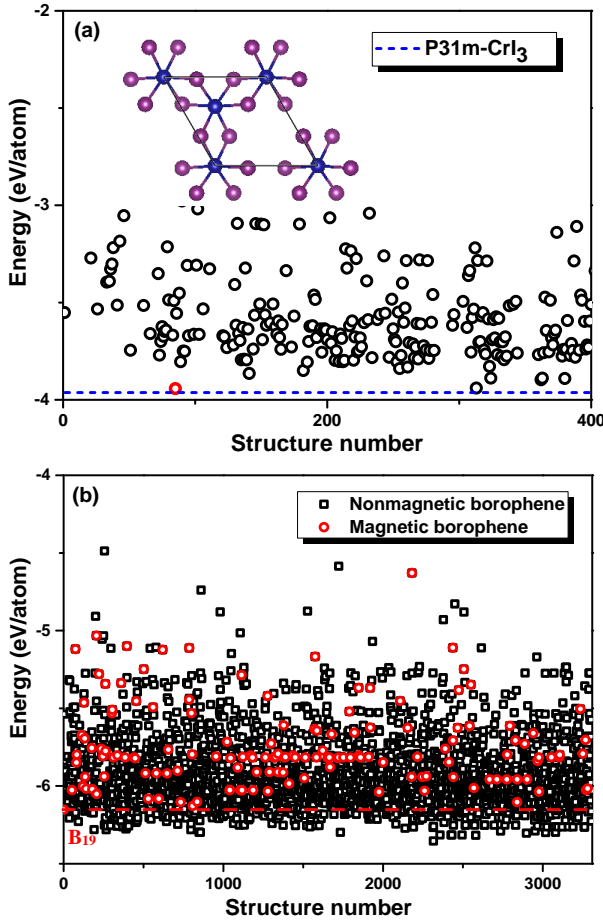 (a)
P31m-CrI3
-2
-3
-4
Energy (eV/atom)
0
200
400
Structure number
(b)
Nonmagnetic borophene
Magnetic borophene
-4
-5
-6
Energy (eV/atom)
B19
0
1000
2000
3000
Structure number